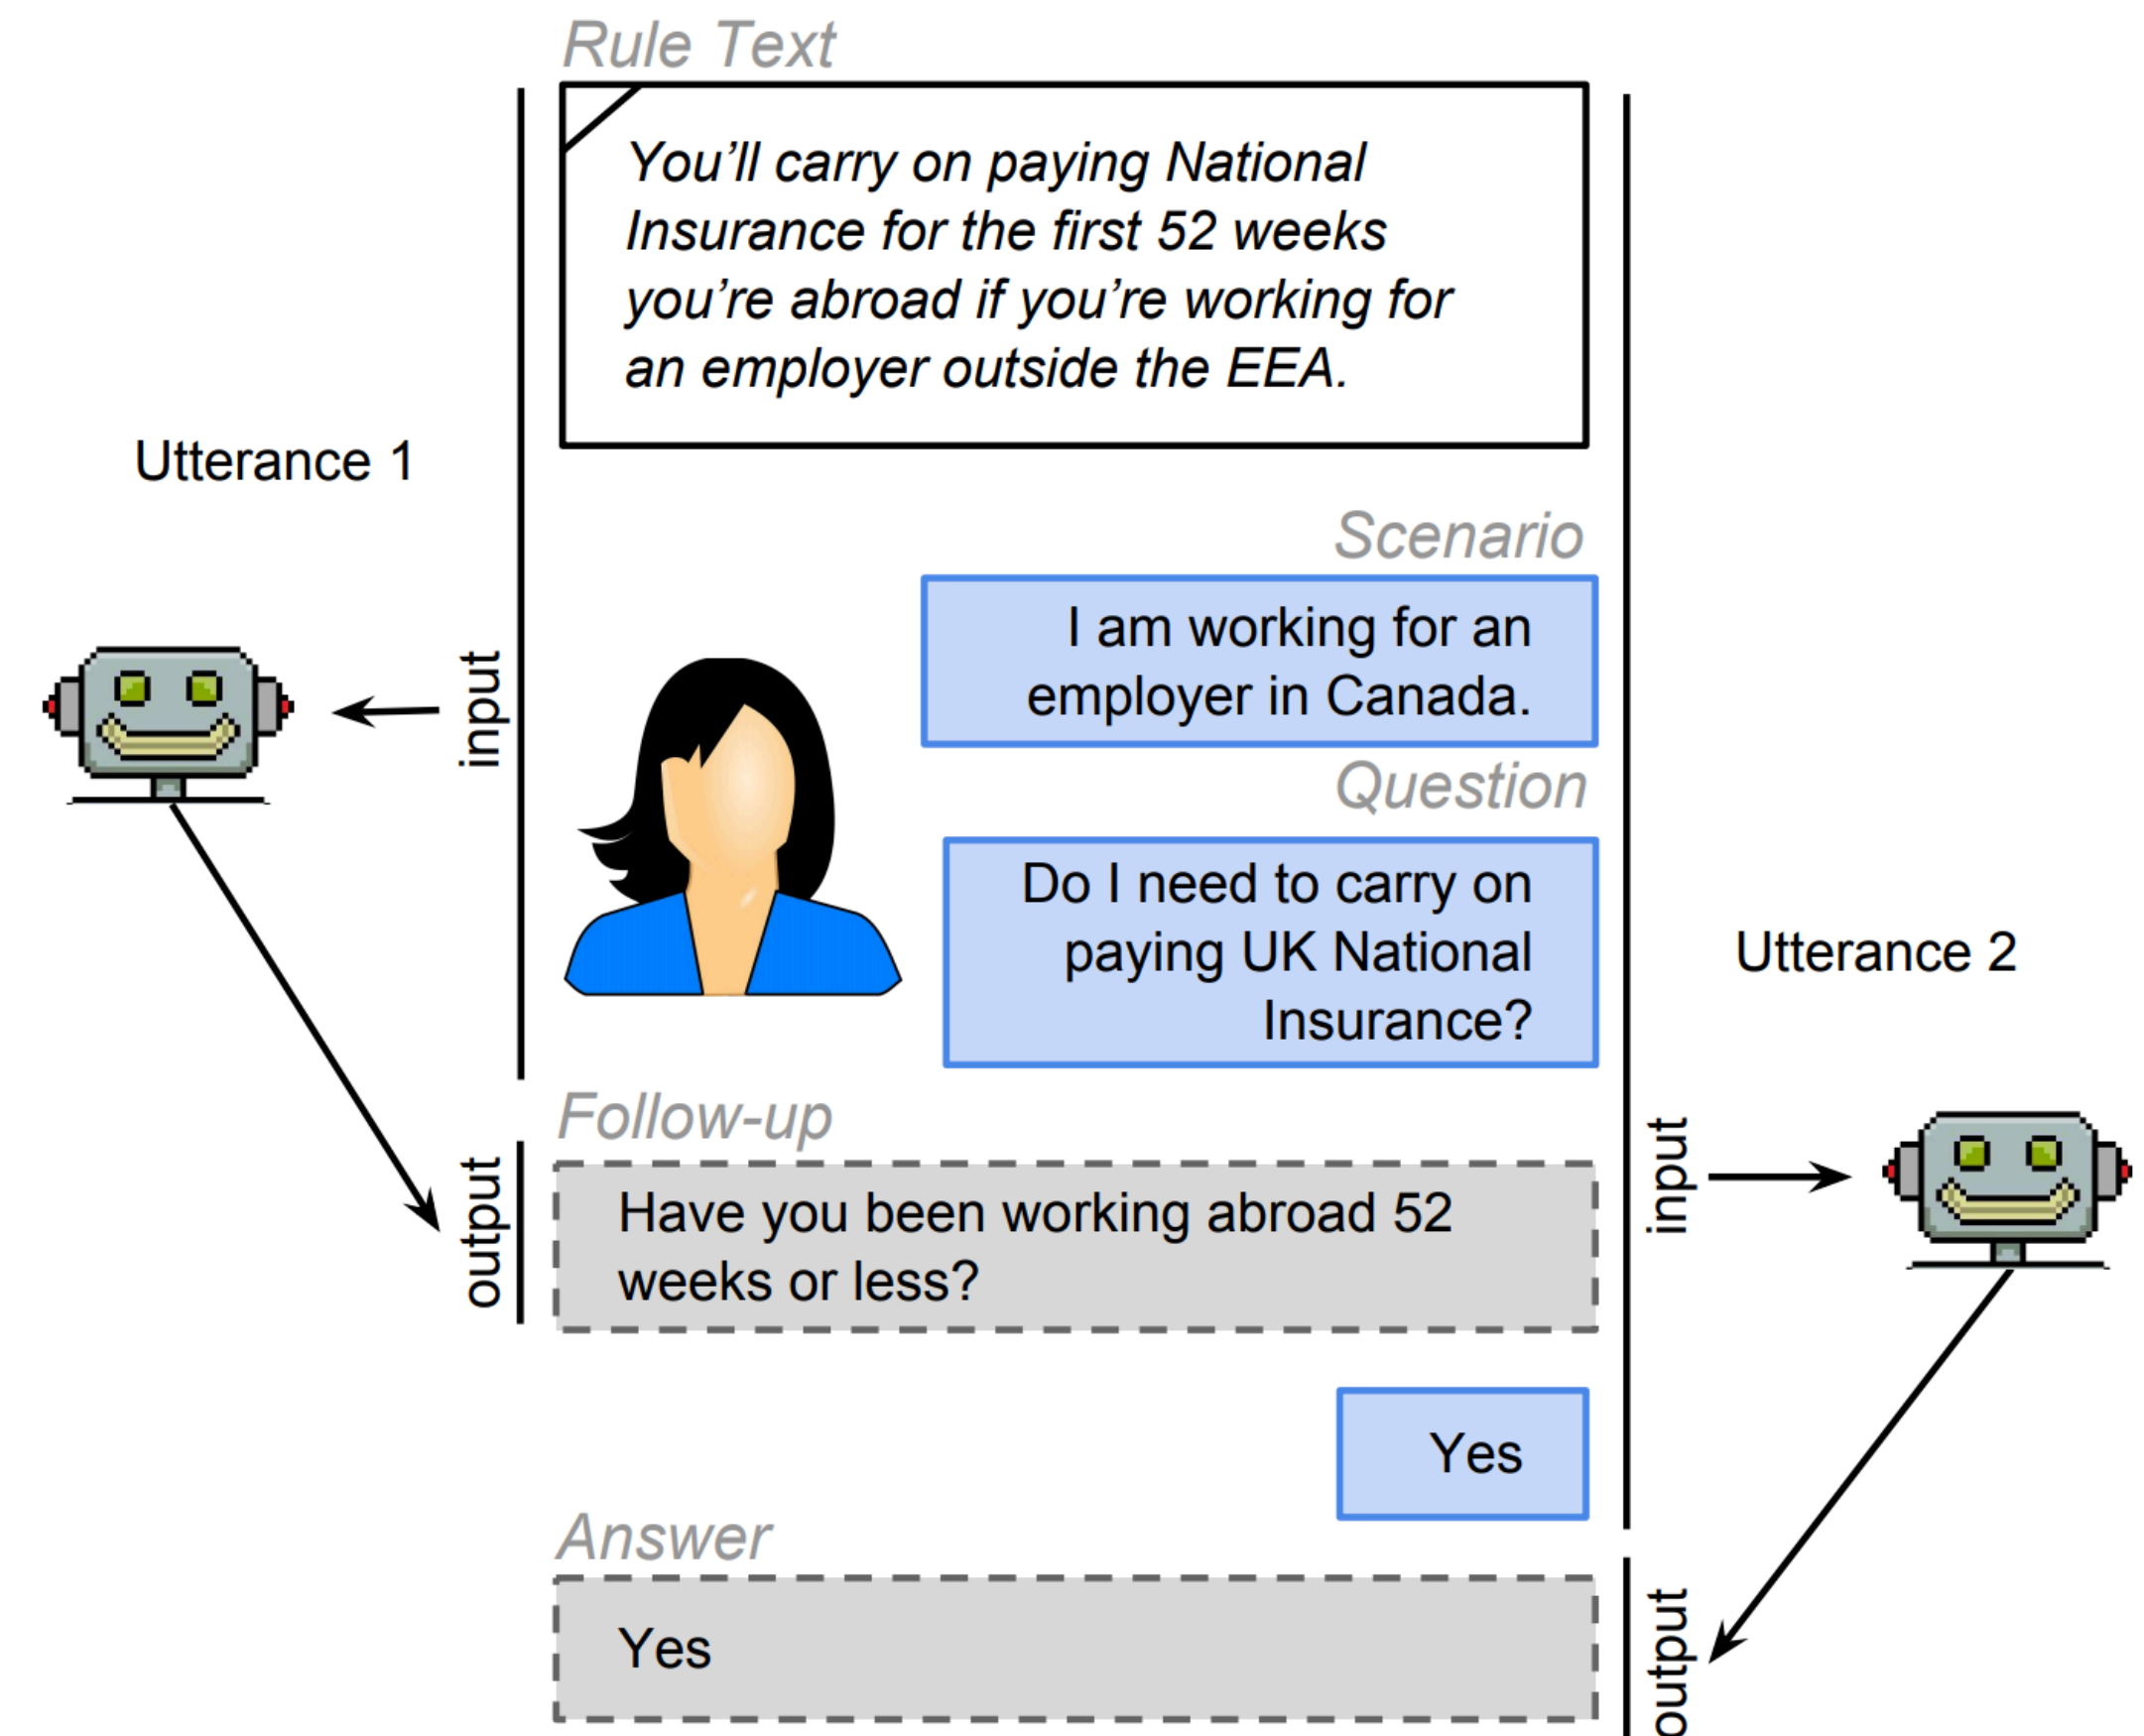 Rule Text
You’ll carry on paying National
Insurance for the first 52 weeks
you’re abroad if you’re working for
an employer outside the EEA.
Utterance 1
Scenario
I am working for an
employer in Canada.
input
Question
Do I need to carry on
paying UK National
Insurance?
Utterance 2
Follow-up
Have you been working abroad 52
weeks or less?
output
input
Yes
Answer
Yes
output